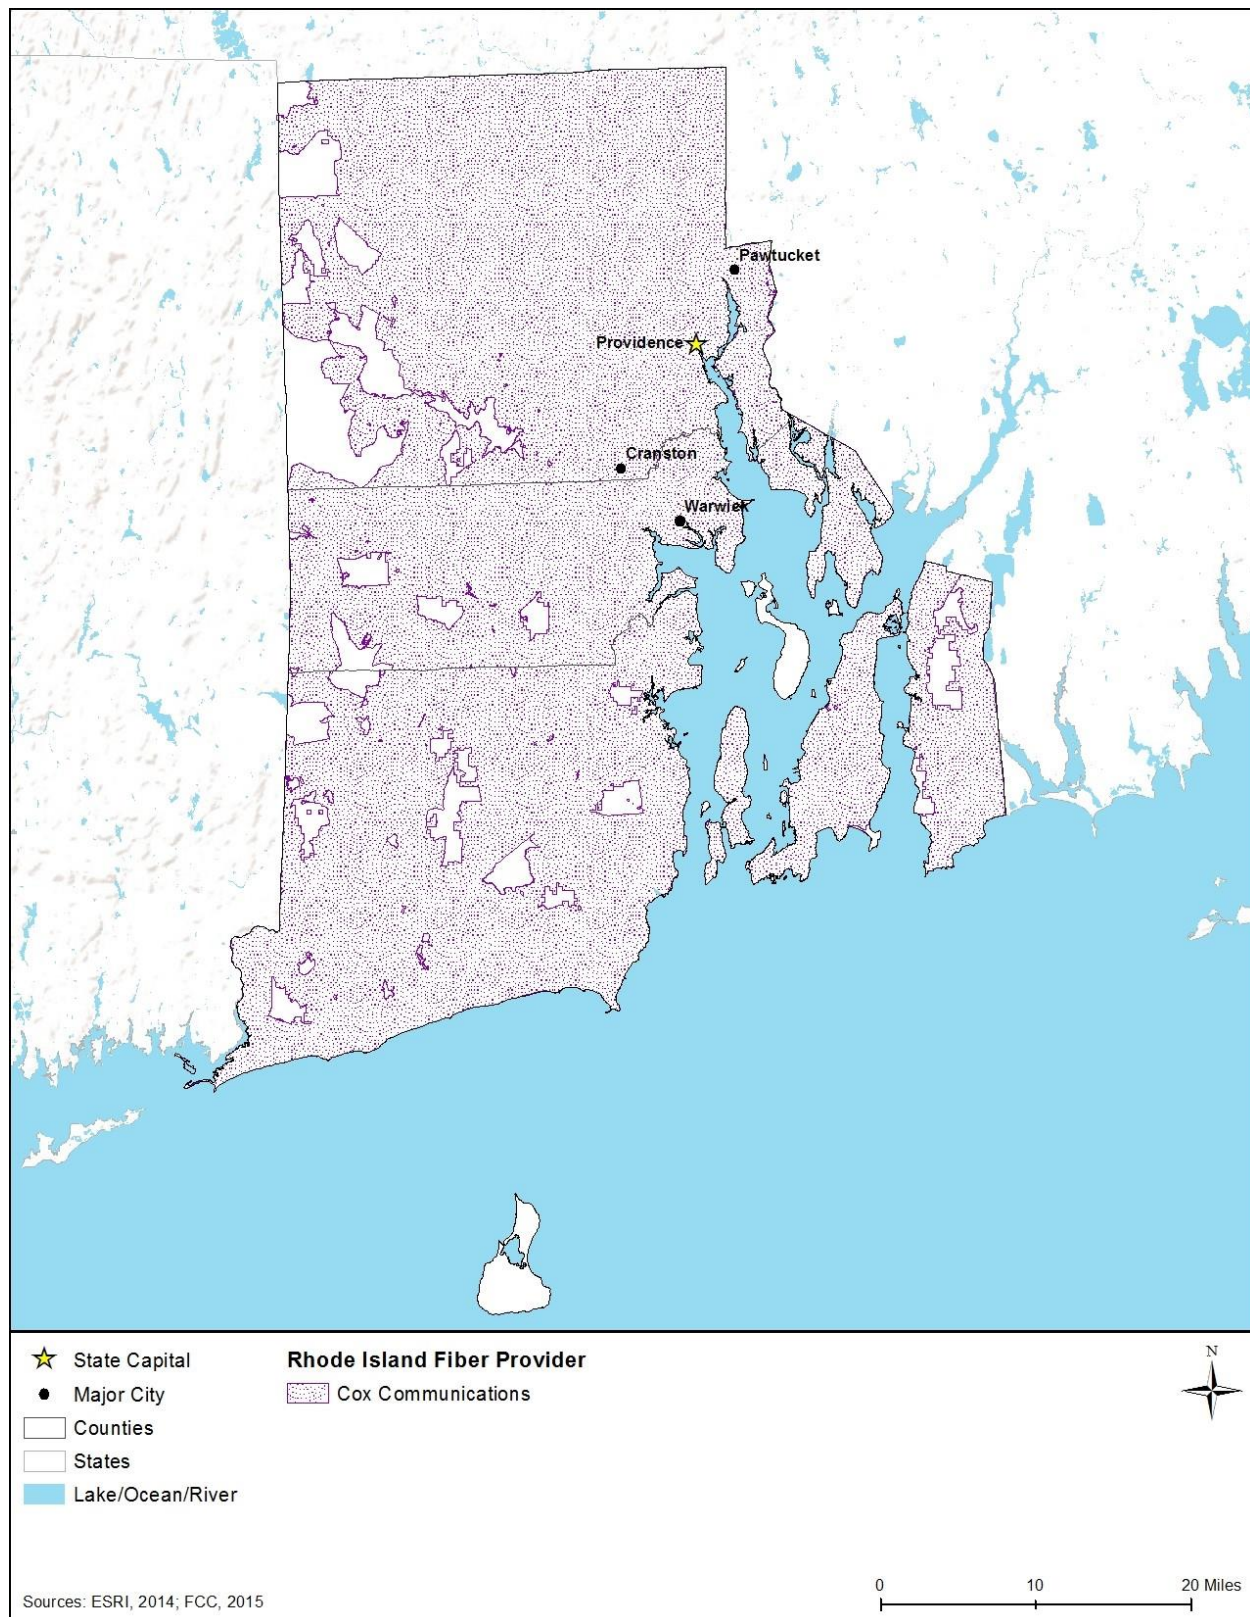 Pawtucket
Providence
Cranston
Warwick
State Capital
Rhode Island Fiber Provider
N
Major City
Cox Communications
Counties
States
Lake/Ocean/River
Sources: ESRI, 2014; FCC, 2015
0 10 20 Miles